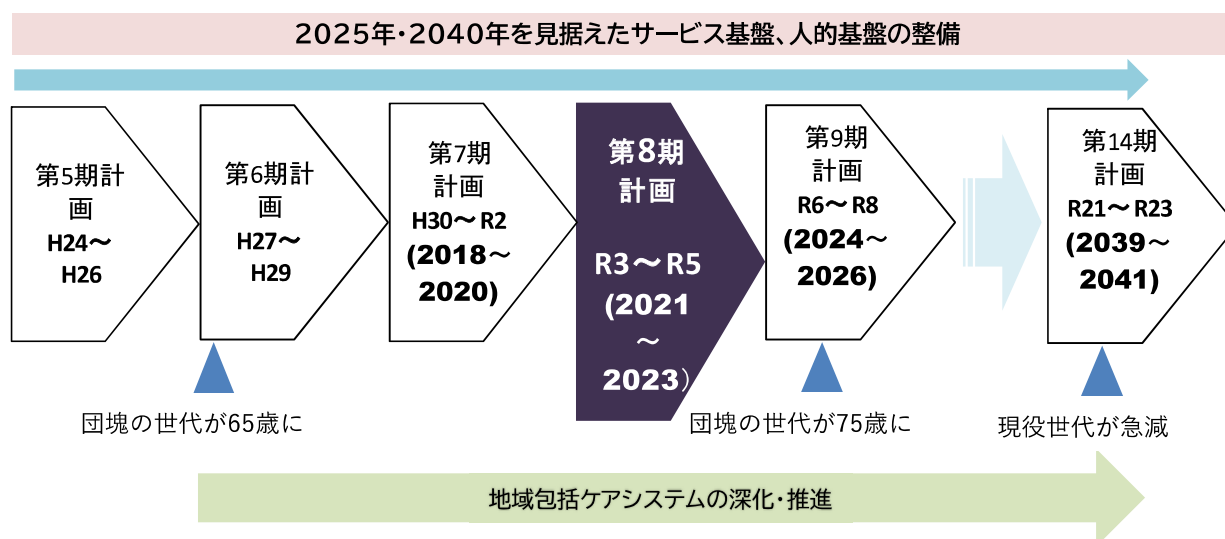 2025年・2040年を見据えたサービス基盤、人的基盤の整備
第5期計
画
H24～
H26
第6期計
画
H27～
H29
第7期
計画
H30～R2
(2018～
2020)
第8期
計画
R3～R5
(2021
～
2023)
第9期
計画
R6～R8
(2024～
2026)
第14期
計画
R21～R23
(2039～
2041)
団塊の世代が65歳に
団塊の世代が75歳に
現役世代が急減
地域包括ケアシステムの深化・推進